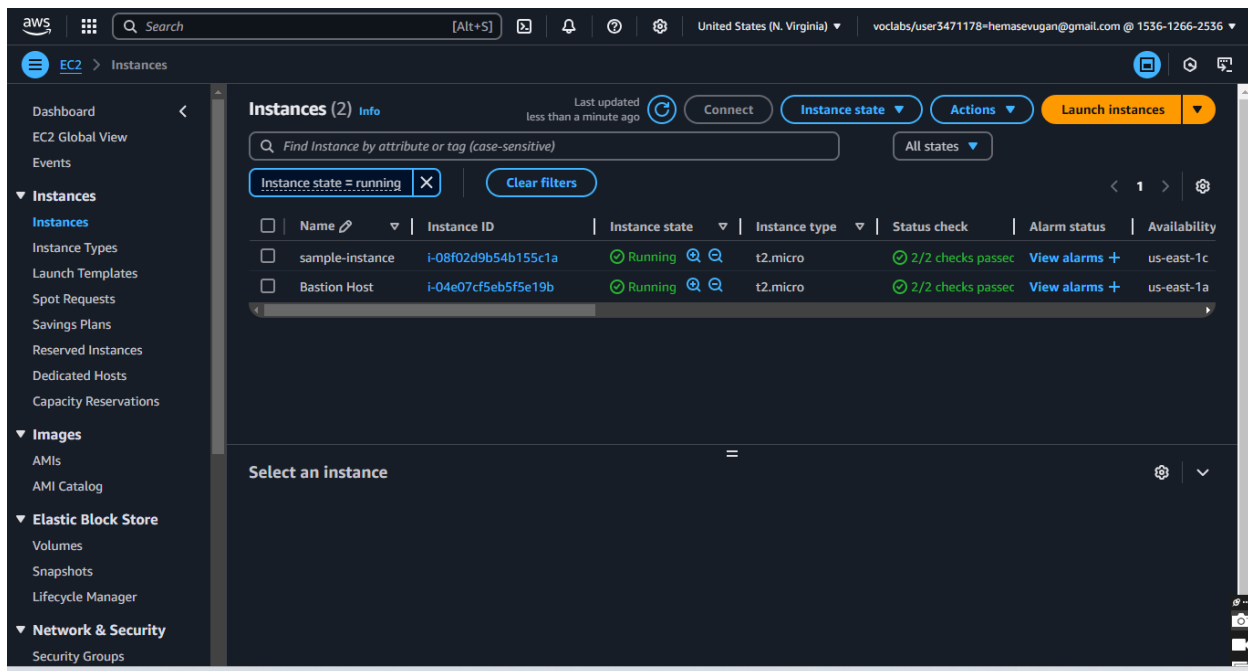 aws Search [Alt+S] United States (N. Virginia) voclabs/user3471178=hemasevugan@gmail.com @ 1536-1266-2536
EC2 > Instances
Dashboard
EC2 Global View
Events
Instances
Instances
Instance Types
Launch Templates
Spot Requests
Savings Plans
Reserved Instances
Dedicated Hosts
Capacity Reservations
Images
AMIs
AMI Catalog
Elastic Block Store
Volumes
Snapshots
Lifecycle Manager
Network & Security
Security Groups
Instances (2) Info
Last updated
less than a minute ago
Connect Instance state Actions Launch instances
Find Instance by attribute or tag (case-sensitive) All states
Instance state = running Clear filters
1
Name Instance ID Instance state Instance type Status check Alarm status Availability
sample-instance i-08f02d9b54b155c1a Running t2.micro 2/2 checks passec View alarms + us-east-1c
Bastion Host i-04e07cf5eb5f5e19b Running t2.micro 2/2 checks passec View alarms + us-east-1a
Select an instance